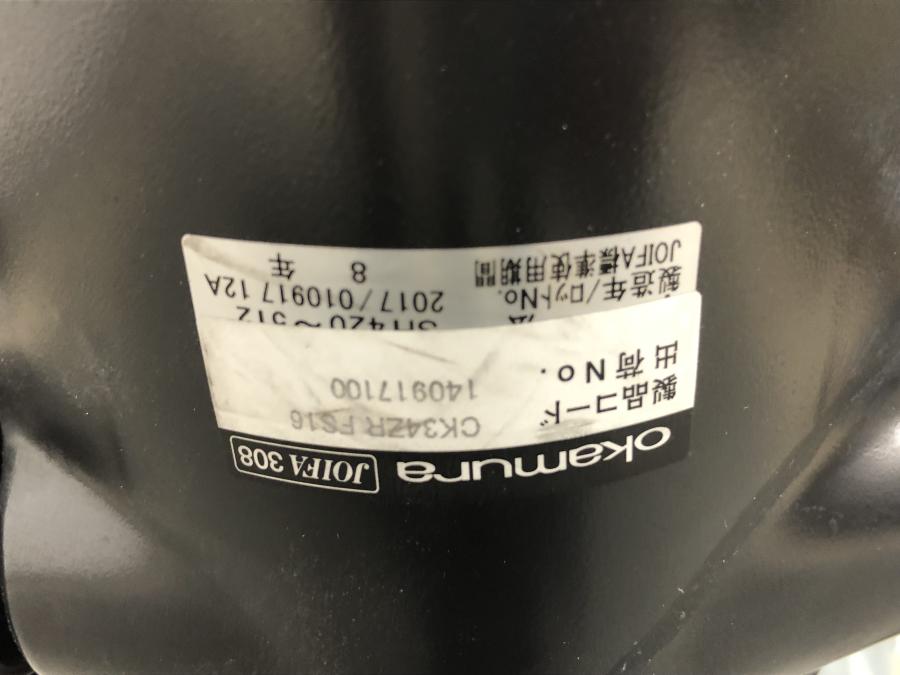 okamura JOIFA 308
製品コード CK34ZR FS16
出荷No. 140917100
法 SH420～512
製造年/ロットNo. 2017/010917 12A
JOIFA標準使用期間 8 年